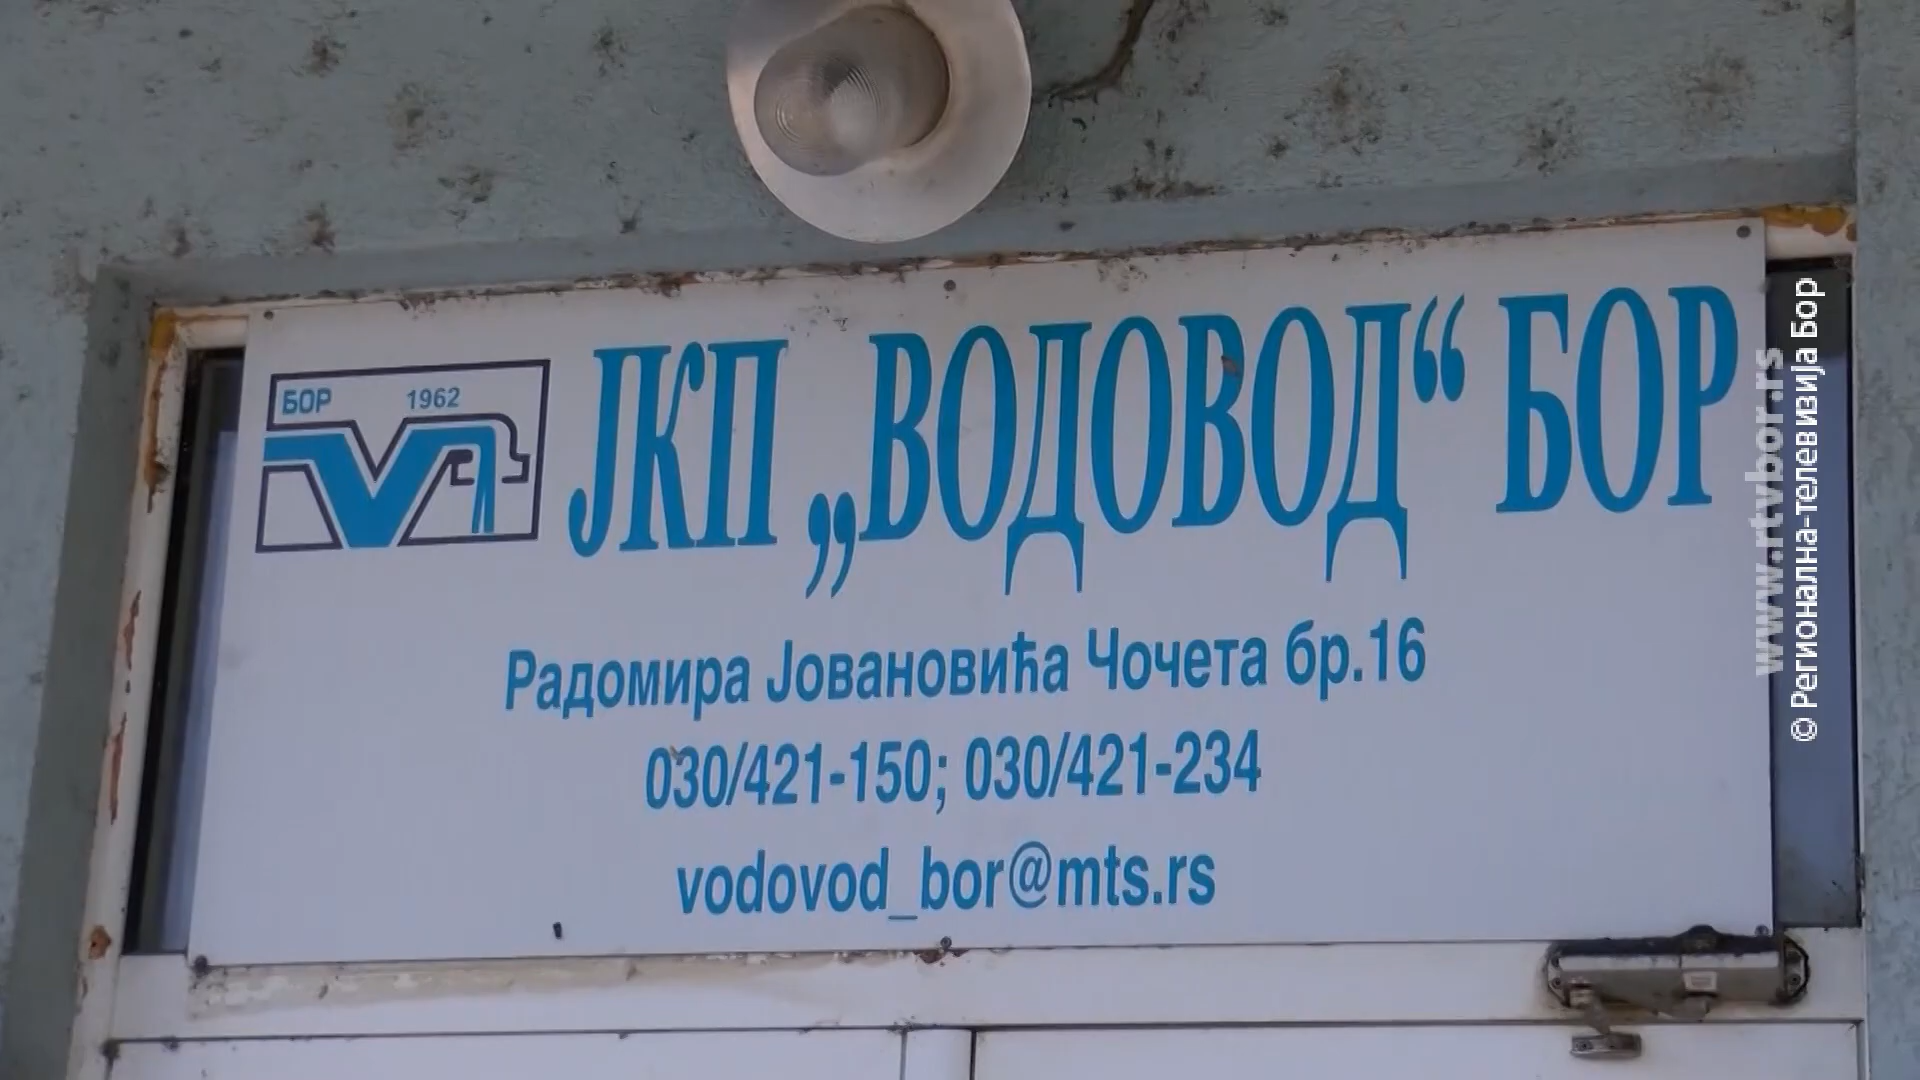 БОР 1962
ЈКП „ВОДОВОД“ БОР
Радомира Јовановића Чочета бр.16
030/421-150; 030/421-234
vodovod_bor@mts.rs
www.rtvbor.rs
© Регионална-телевизија Бор